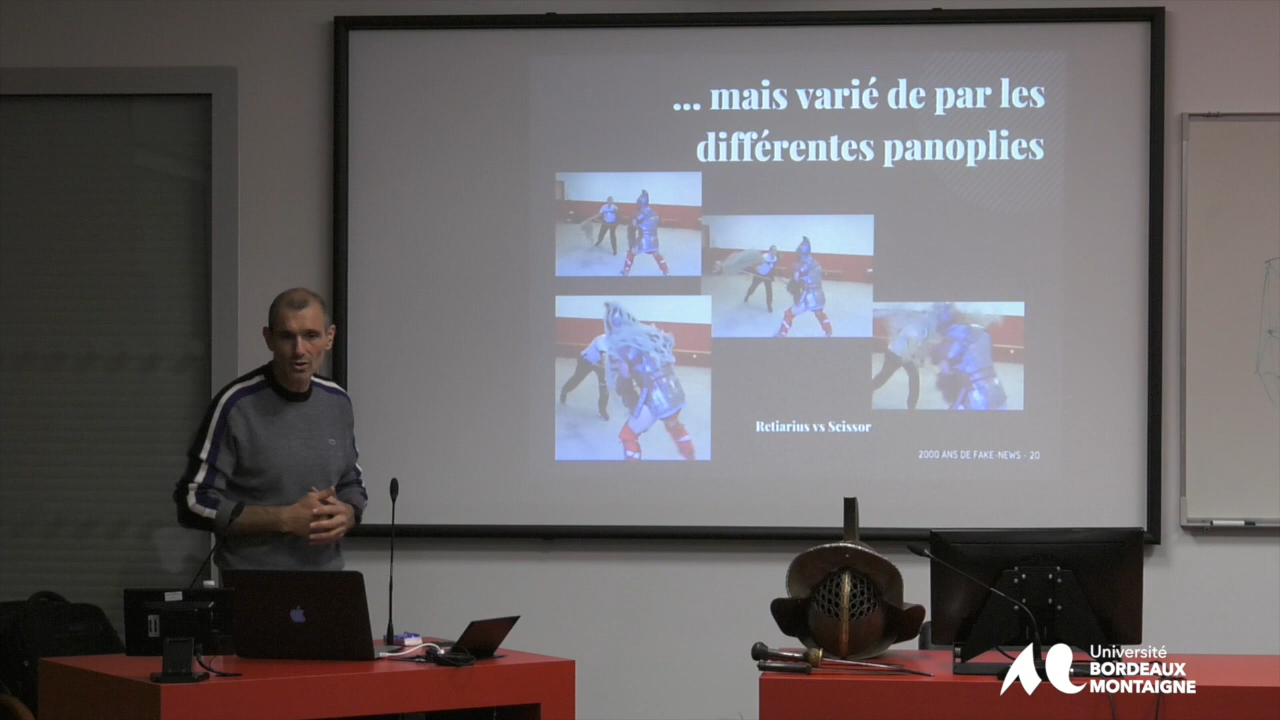 ... mais varié de par les
différentes panoplies
Retiarius vs Scissor
2000 ANS DE FAKE-NEWS - 20
Université
BORDEAUX
MONTAIGNE